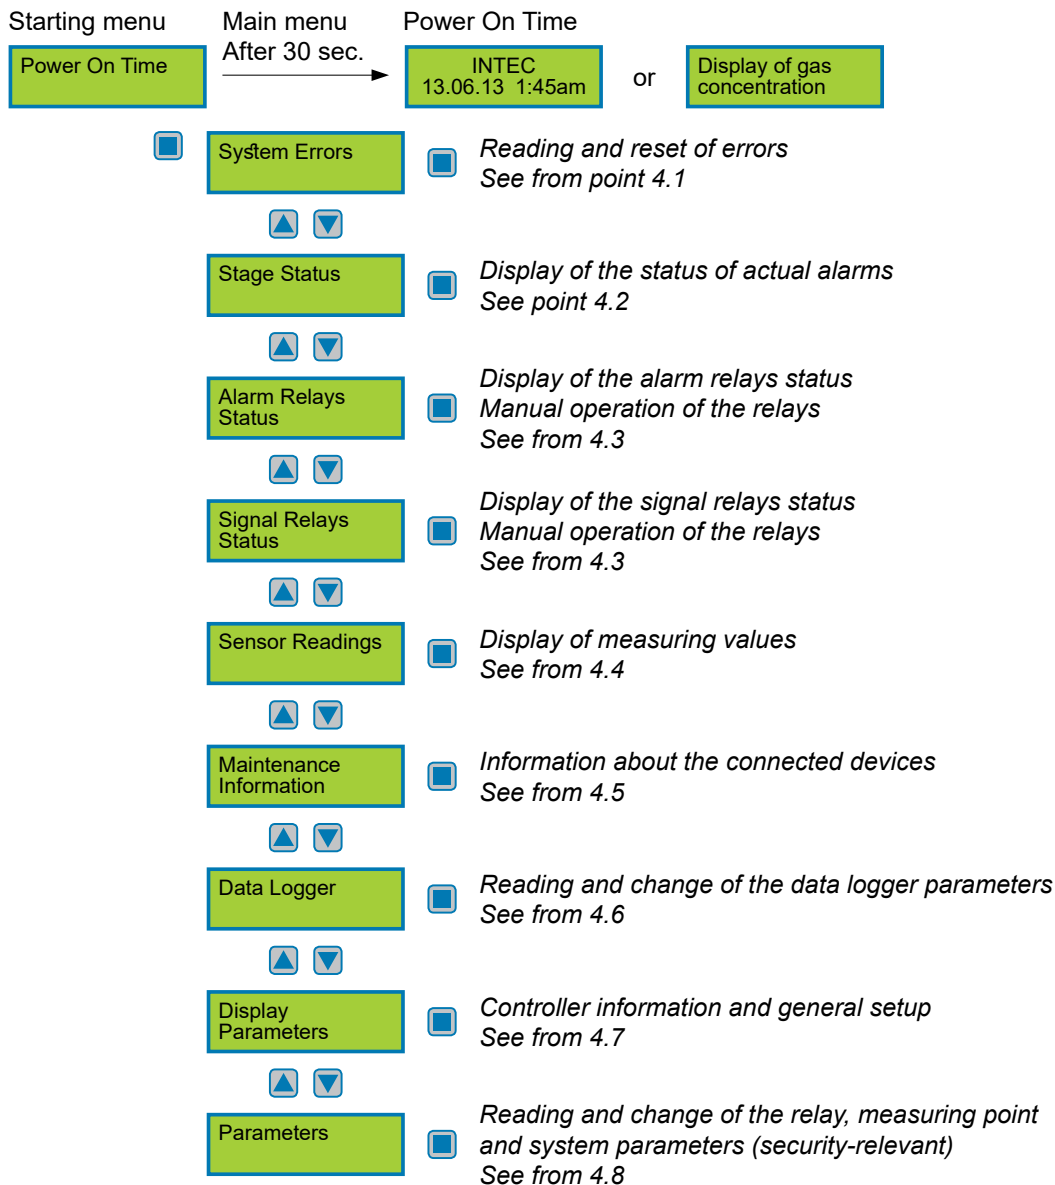 Starting menu
Main menu
After 30 sec.
Power On Time
Power On Time
INTEC
13.06.13 1:45am
or
Display of gas
concentration
System Errors
Reading and reset of errors
See from point 4.1
Stage Status
Display of the status of actual alarms
See point 4.2
Alarm Relays
Status
Display of the alarm relays status
Manual operation of the relays
See from 4.3
Signal Relays
Status
Display of the signal relays status
Manual operation of the relays
See from 4.3
Sensor Readings
Display of measuring values
See from 4.4
Maintenance
Information
Information about the connected devices
See from 4.5
Data Logger
Reading and change of the data logger parameters
See from 4.6
Display
Parameters
Controller information and general setup
See from 4.7
Parameters
Reading and change of the relay, measuring point
and system parameters (security-relevant)
See from 4.8